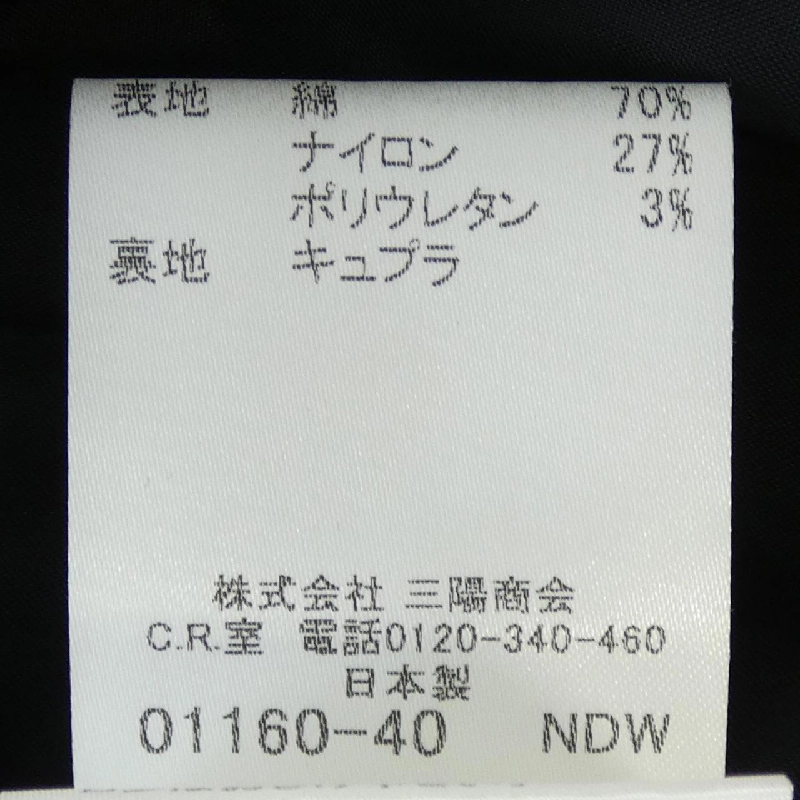 表地 綿 70%
ナイロン 27%
ポリウレタン 3%
裏地 キュプラ
株式会社 三陽商会
C.R.室 電話0120-340-460
日本製
01160-40 NDW